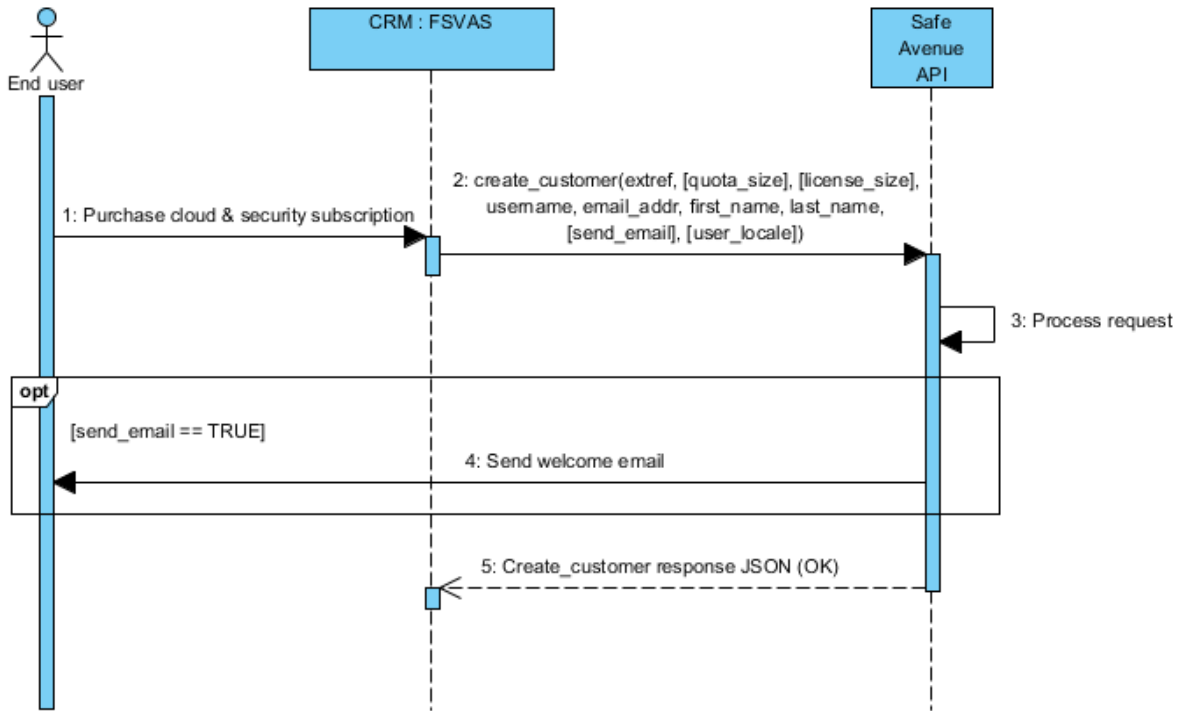 CRM : FSVAS
Safe
Avenue
API
End user
2: create_customer(extref, [quota_size], [license_size],
username, email_addr, first_name, last_name,
[send_email], [user_locale])
1: Purchase cloud & security subscription
3: Process request
opt
[send_email == TRUE]
4: Send welcome email
5: Create_customer response JSON (OK)